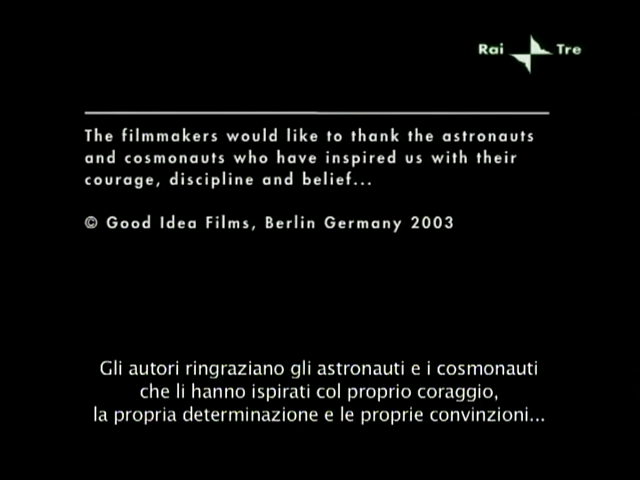 Rai Tre
The filmmakers would like to thank the astronauts
and cosmonauts who have inspired us with their
courage, discipline and belief...
© Good Idea Films, Berlin Germany 2003
Gli autori ringraziano gli astronauti e i cosmonauti
che li hanno ispirati col proprio coraggio,
la propria determinazione e le proprie convinzioni...